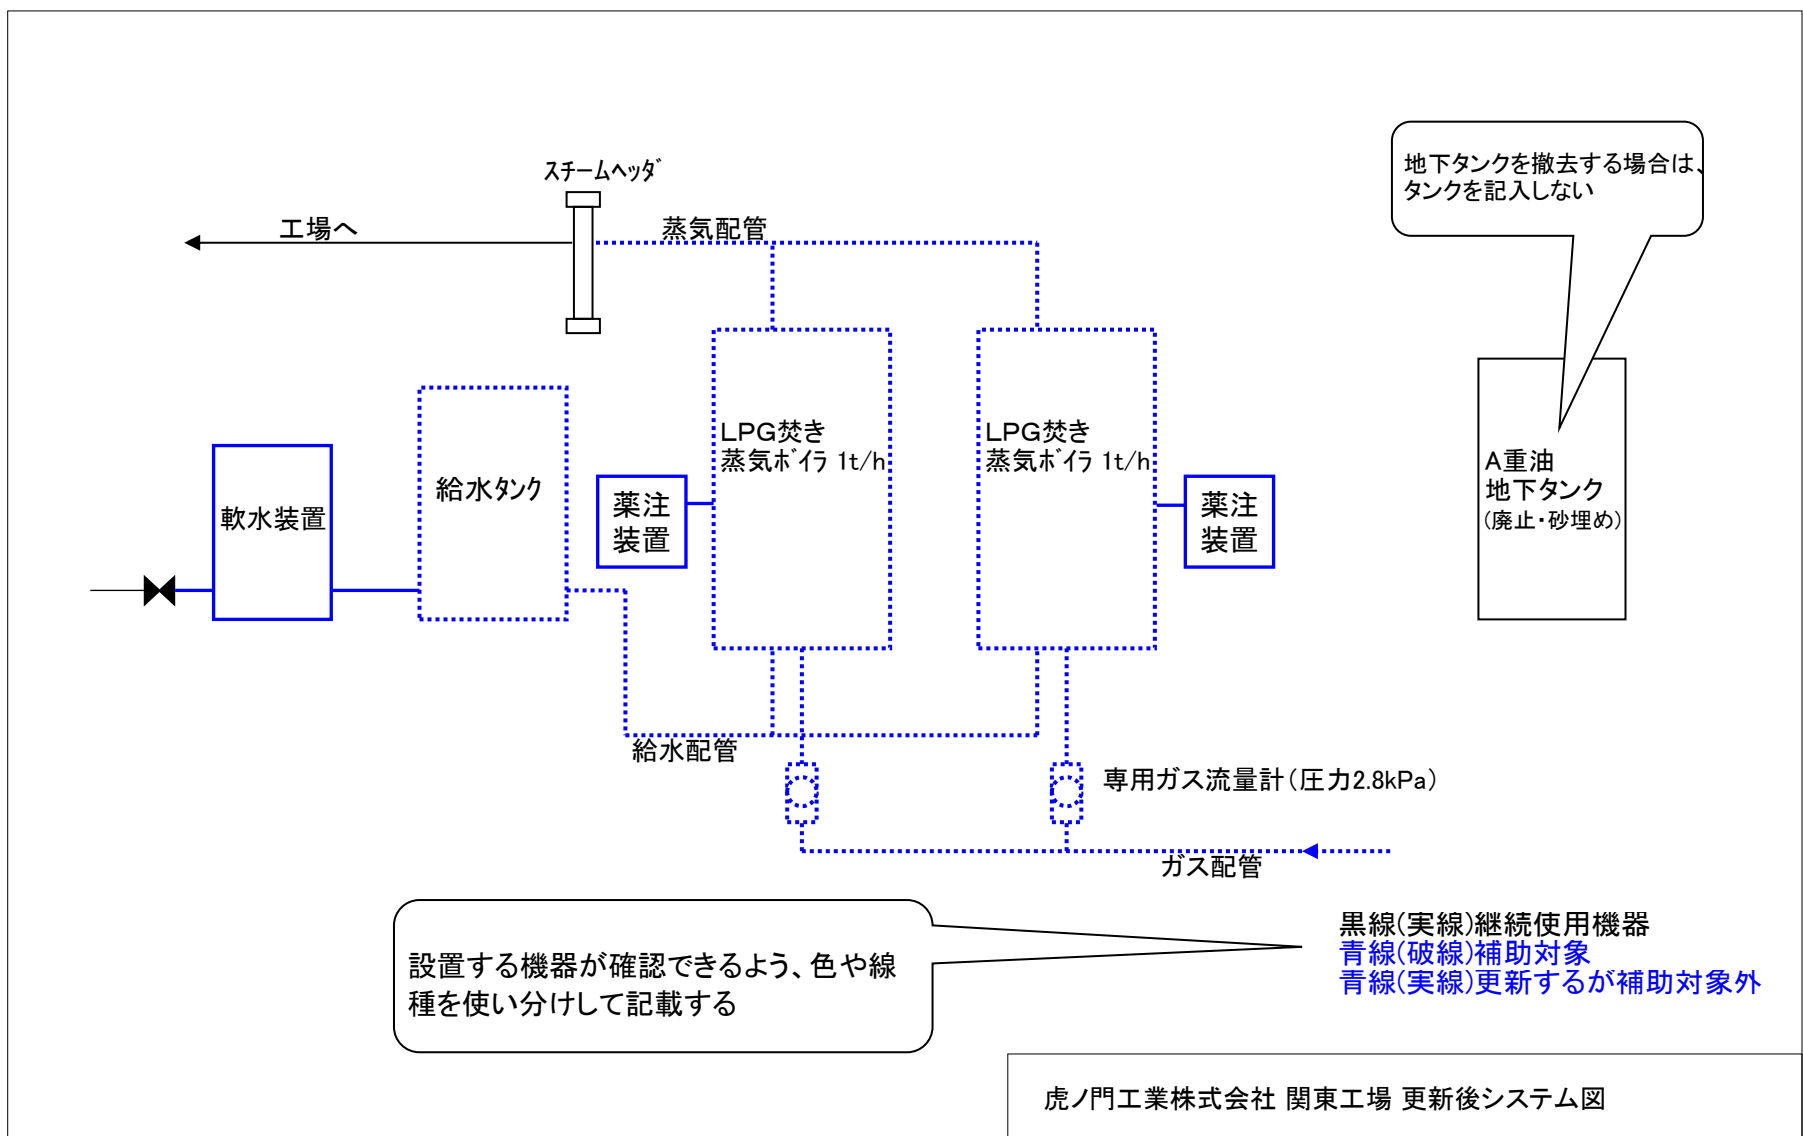 地下タンクを撤去する場合は、
タンクを記入しない
スチームヘッダ
工場へ
蒸気配管
LPG焚き
蒸気ボイラ 1t/h
LPG焚き
蒸気ボイラ 1t/h
A重油
地下タンク
(廃止・砂埋め)
給水タンク
軟水装置
薬注
装置
薬注
装置
給水配管
専用ガス流量計(圧力2.8kPa)
ガス配管
設置する機器が確認できるよう、色や線
種を使い分けして記載する
黒線(実線)継続使用機器
青線(破線)補助対象
青線(実線)更新するが補助対象外
虎ノ門工業株式会社 関東工場 更新後システム図